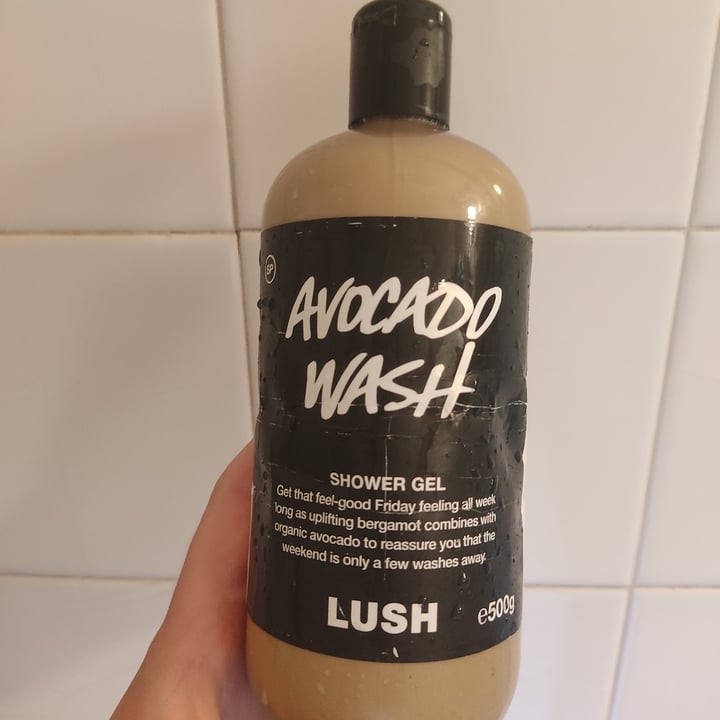 SP
AVOCADO
WASH
SHOWER GEL
Get that feel-good Friday feeling all week
long as uplifting bergamot combines with
organic avocado to reassure you that the
weekend is only a few washes away.
LUSH
e500g